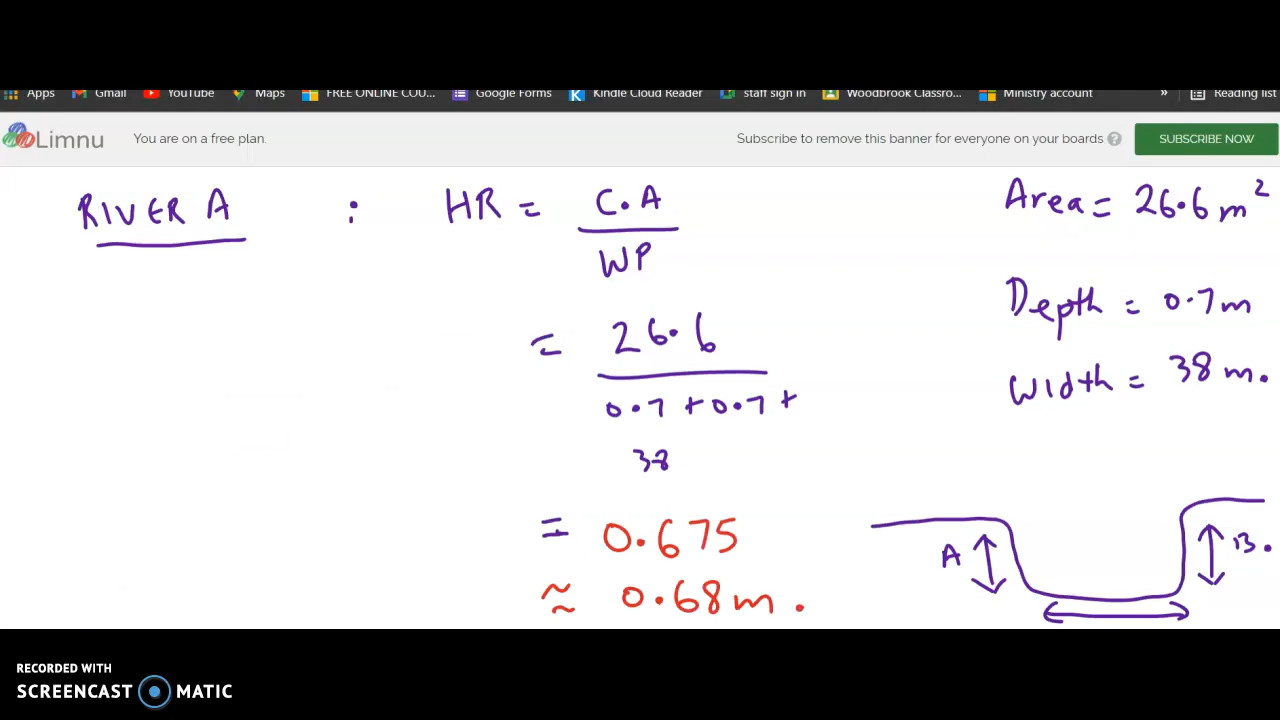 Apps Gmail YouTube Maps FREE ONLINE COU... Google Forms Kindle Cloud Reader staff sign in Woodbrook Classro... Ministry account » Reading list
Limnu You are on a free plan. Subscribe to remove this banner for everyone on your boards ? SUBSCRIBE NOW
RIVER A : HR = C.A
WP
= 26.6
0.7 + 0.7 +
38
= 0.675
≈ 0.68m.
Area = 26.6 m²
Depth = 0.7m
Width = 38 m.
A B.
RECORDED WITH
SCREENCAST MATIC